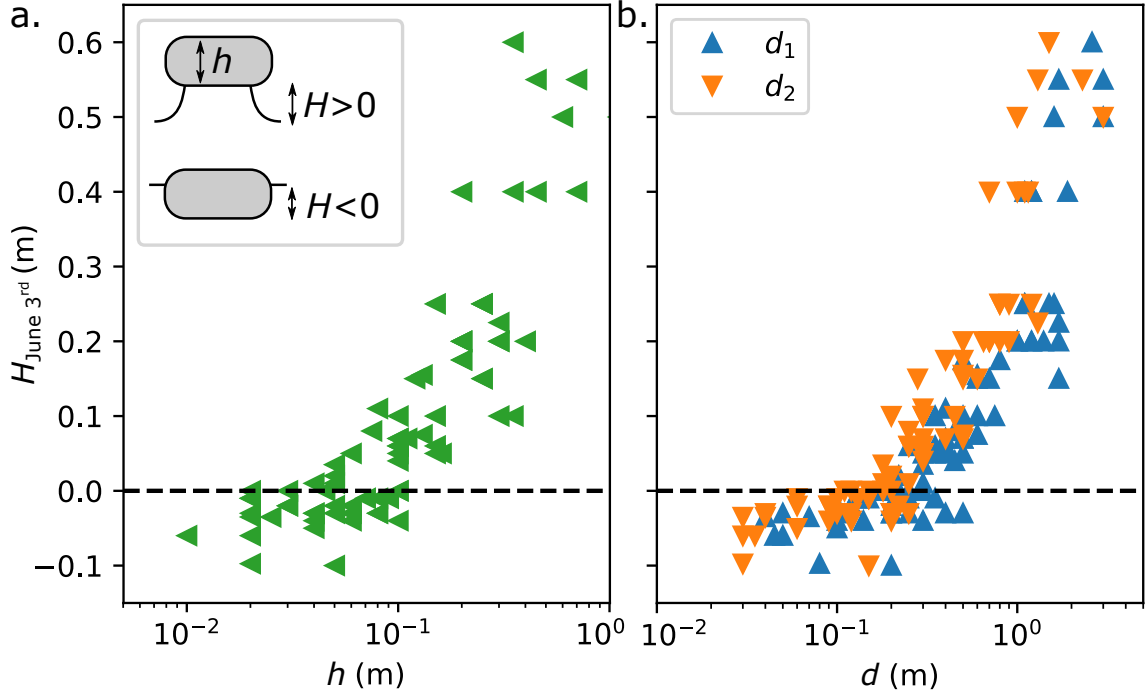 a.
b.
h
H>0
H<0
d₁
d₂
H_June 3rd (m)
0.6
0.5
0.4
0.3
0.2
0.1
0.0
−0.1
10⁻² 10⁻¹ 10⁰
h (m)
10⁻² 10⁻¹ 10⁰
d (m)